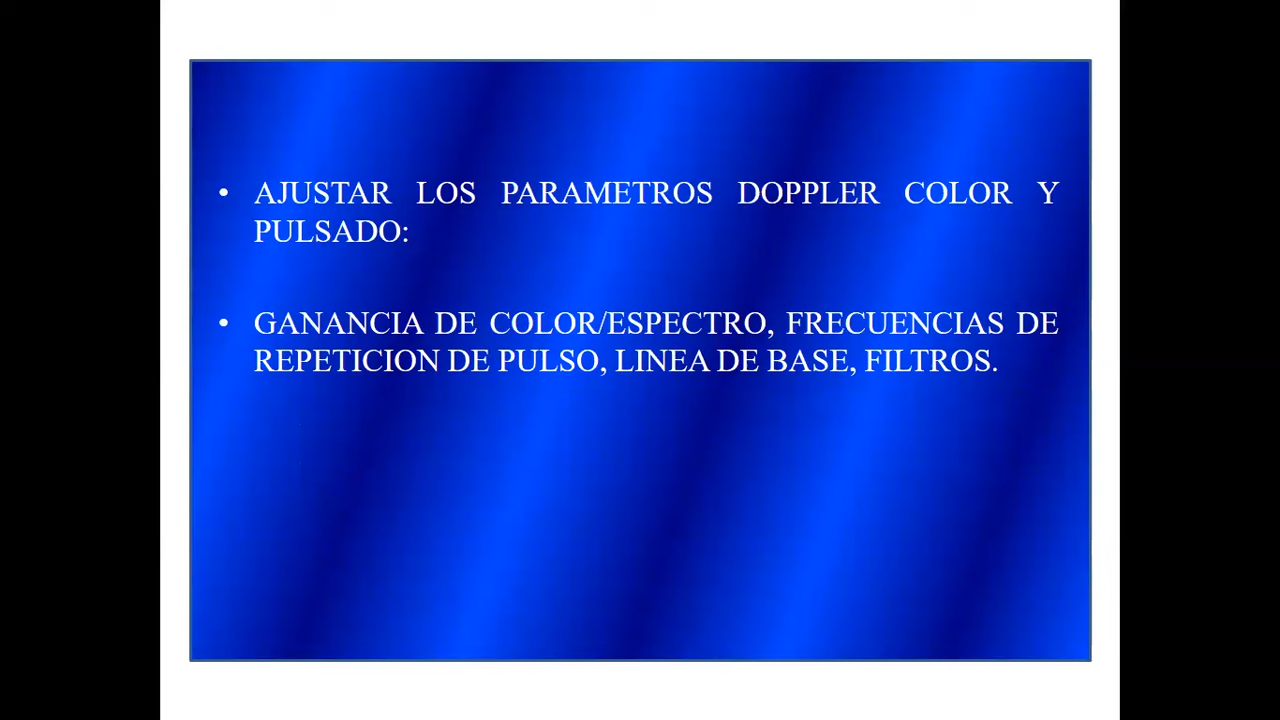 • AJUSTAR LOS PARAMETROS DOPPLER COLOR Y
PULSADO:
• GANANCIA DE COLOR/ESPECTRO, FRECUENCIAS DE
REPETICION DE PULSO, LINEA DE BASE, FILTROS.